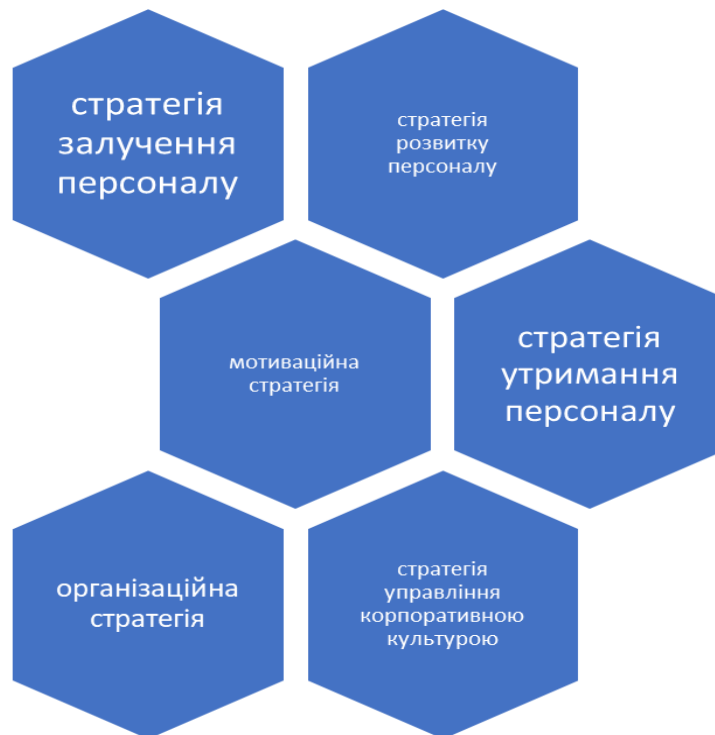 стратегія
залучення
персоналу
стратегія
розвитку
персоналу
мотиваційна
стратегія
стратегія
утримання
персоналу
організаційна
стратегія
стратегія
управління
корпоративною
культурою